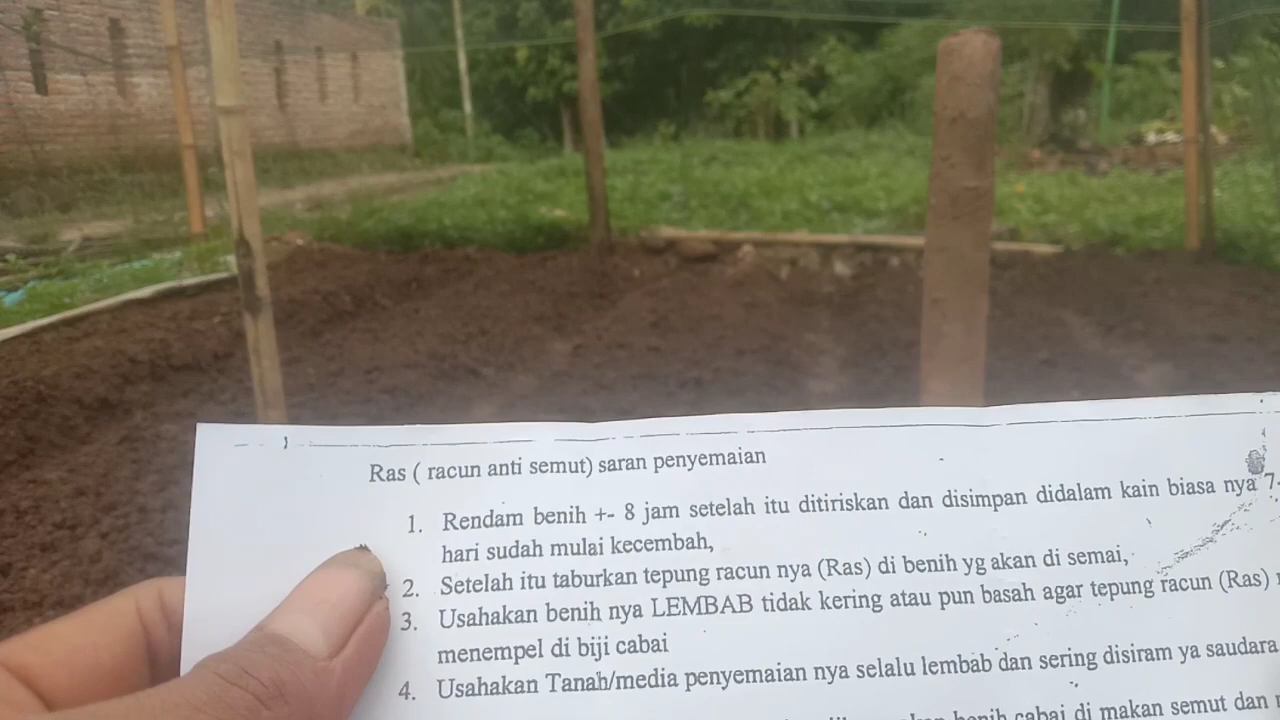 Ras ( racun anti semut) saran penyemaian
1. Rendam benih +- 8 jam setelah itu ditiriskan dan disimpan didalam kain biasa nya 7
hari sudah mulai kecembah,
2. Setelah itu taburkan tepung racun nya (Ras) di benih yg akan di semai,
3. Usahakan benih nya LEMBAB tidak kering atau pun basah agar tepung racun (Ras)
menempel di biji cabai
4. Usahakan Tanah/media penyemaian nya selalu lembab dan sering disiram ya saudara
benih cabai di makan semut dan